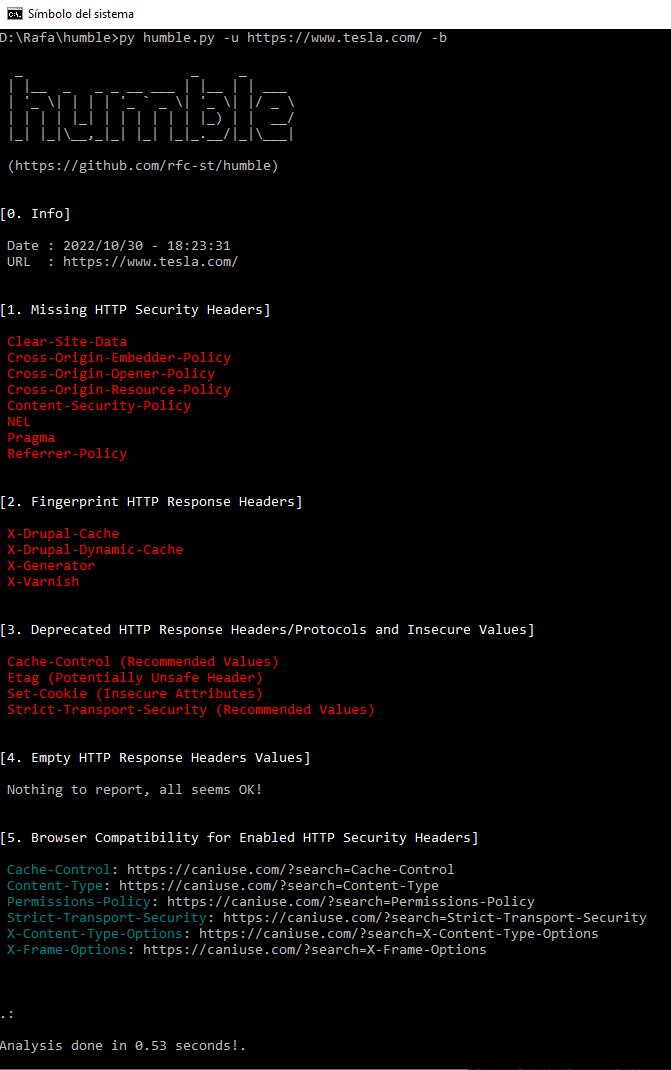 Símbolo del sistema
D:\Rafa\humble>py humble.py -u https://www.tesla.com/ -b
humble
(https://github.com/rfc-st/humble)
[0. Info]
Date : 2022/10/30 - 18:23:31
URL  : https://www.tesla.com/
[1. Missing HTTP Security Headers]
Clear-Site-Data
Cross-Origin-Embedder-Policy
Cross-Origin-Opener-Policy
Cross-Origin-Resource-Policy
Content-Security-Policy
NEL
Pragma
Referrer-Policy
[2. Fingerprint HTTP Response Headers]
X-Drupal-Cache
X-Drupal-Dynamic-Cache
X-Generator
X-Varnish
[3. Deprecated HTTP Response Headers/Protocols and Insecure Values]
Cache-Control (Recommended Values)
Etag (Potentially Unsafe Header)
Set-Cookie (Insecure Attributes)
Strict-Transport-Security (Recommended Values)
[4. Empty HTTP Response Headers Values]
Nothing to report, all seems OK!
[5. Browser Compatibility for Enabled HTTP Security Headers]
Cache-Control: https://caniuse.com/?search=Cache-Control
Content-Type: https://caniuse.com/?search=Content-Type
Permissions-Policy: https://caniuse.com/?search=Permissions-Policy
Strict-Transport-Security: https://caniuse.com/?search=Strict-Transport-Security
X-Content-Type-Options: https://caniuse.com/?search=X-Content-Type-Options
X-Frame-Options: https://caniuse.com/?search=X-Frame-Options
.:
Analysis done in 0.53 seconds!.